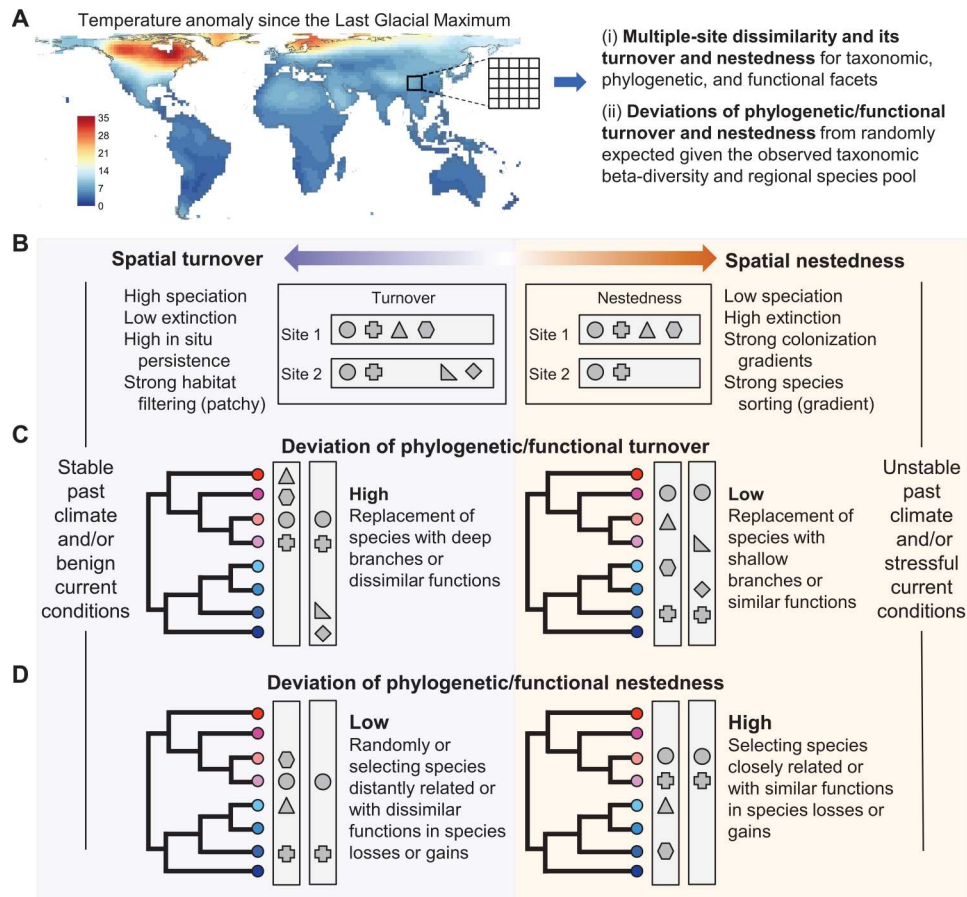 A
Temperature anomaly since the Last Glacial Maximum
35
28
21
14
7
0
(i) Multiple-site dissimilarity and its
turnover and nestedness for taxonomic,
phylogenetic, and functional facets
(ii) Deviations of phylogenetic/functional
turnover and nestedness from randomly
expected given the observed taxonomic
beta-diversity and regional species pool
B
Spatial turnover
Spatial nestedness
High speciation
Low extinction
High in situ
persistence
Strong habitat
filtering (patchy)
Turnover
Site 1
Site 2
Nestedness
Site 1
Site 2
Low speciation
High extinction
Strong colonization
gradients
Strong species
sorting (gradient)
C
Deviation of phylogenetic/functional turnover
Stable
past
climate
and/or
benign
current
conditions
High
Replacement of
species with deep
branches or
dissimilar functions
Low
Replacement of
species with
shallow
branches or
similar functions
Unstable
past
climate
and/or
stressful
current
conditions
D
Deviation of phylogenetic/functional nestedness
Low
Randomly or
selecting species
distantly related or
with dissimilar
functions in species
losses or gains
High
Selecting species
closely related or
with similar functions
in species losses or
gains